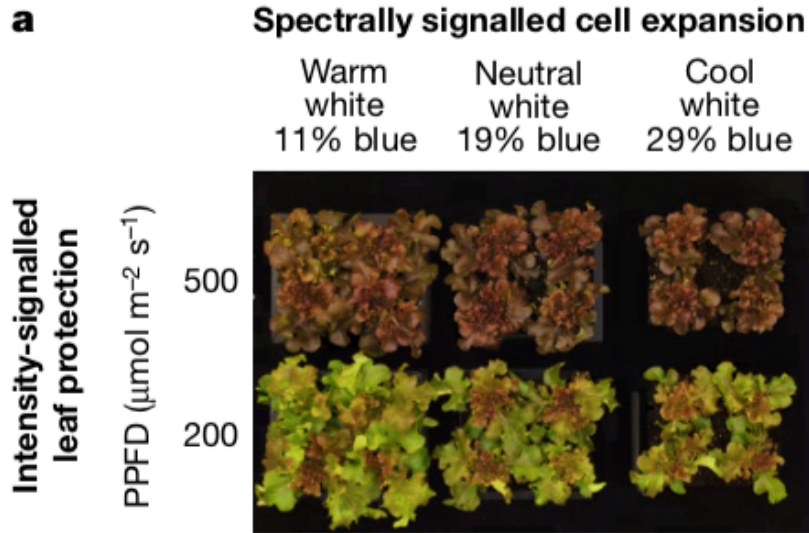 a
Spectrally signalled cell expansion
Warm
white
11% blue
Neutral
white
19% blue
Cool
white
29% blue
Intensity-signalled
leaf protection
PPFD (μmol m⁻² s⁻¹)
500
200